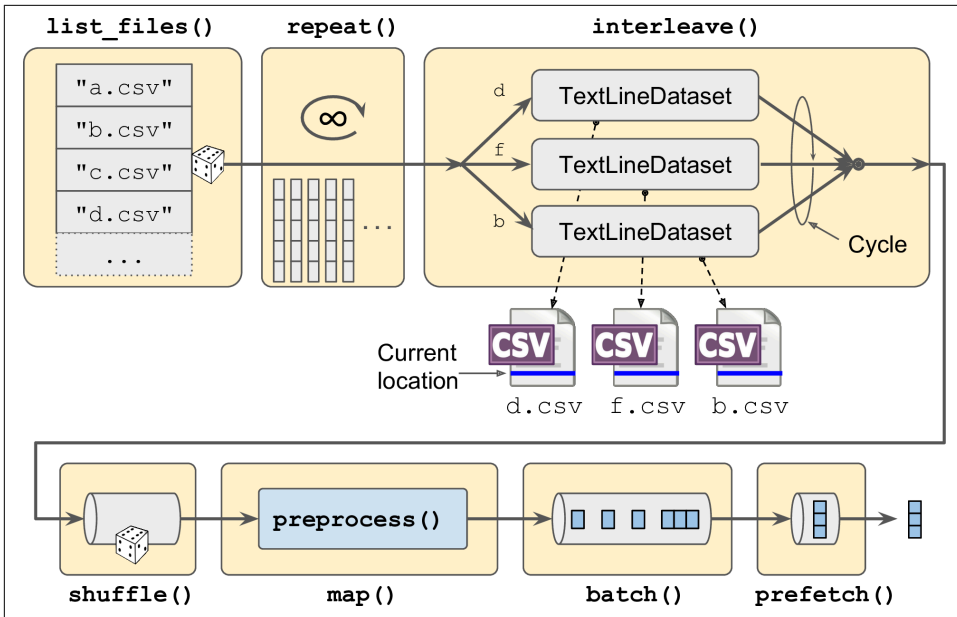 list_files()
repeat()
interleave()
"a.csv"
"b.csv"
"c.csv"
"d.csv"
...
∞
...
d
f
b
TextLineDataset
TextLineDataset
TextLineDataset
Cycle
CSV
CSV
CSV
Current
location
d.csv
f.csv
b.csv
preprocess()
shuffle()
map()
batch()
prefetch()